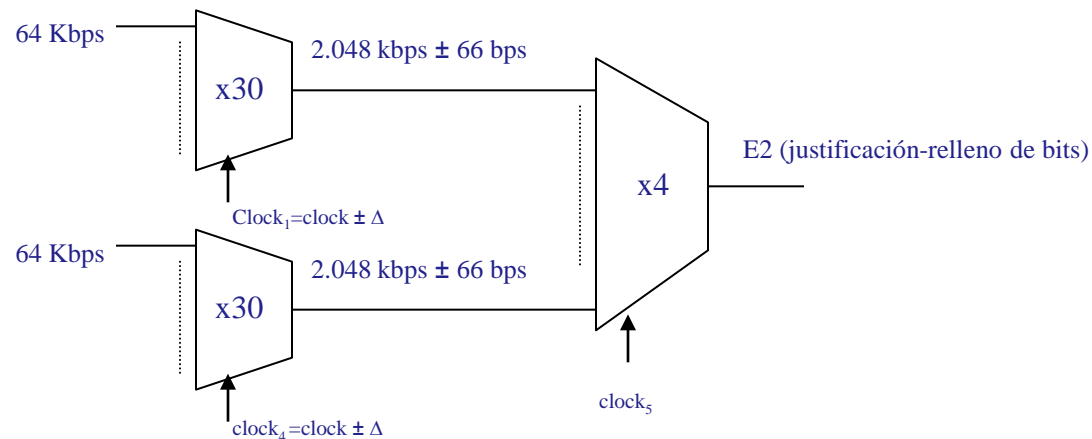 64 Kbps
x30
2.048 kbps ± 66 bps
Clock1=clock ± Δ
x4
E2 (justificación-relleno de bits)
64 Kbps
x30
2.048 kbps ± 66 bps
clock4=clock ± Δ
clock5